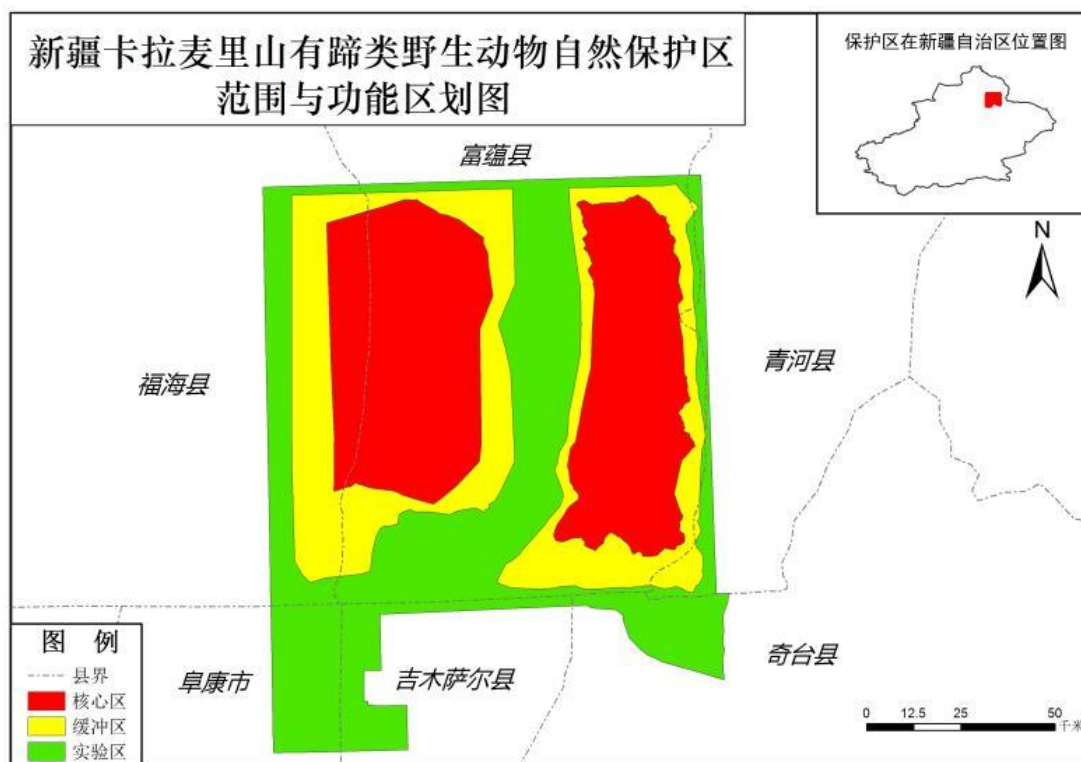 新疆卡拉麦里山有蹄类野生动物自然保护区
范围与功能区划图
保护区在新疆自治区位置图
富蕴县
N
福海县
青河县
阜康市
吉木萨尔县
奇台县
图 例
县界
核心区
缓冲区
实验区
0 12.5 25 50
千米